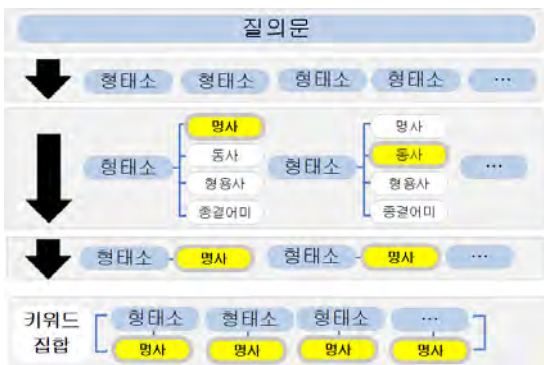 질의문
형태소 형태소 형태소 형태소 ...
명사 명사
동사 동사
형태소 형태소 ...
형용사 형용사
종결어미 종결어미
형태소 명사 형태소 명사 ...
키워드 형태소 형태소 형태소 ...
집합 명사 명사 명사 명사